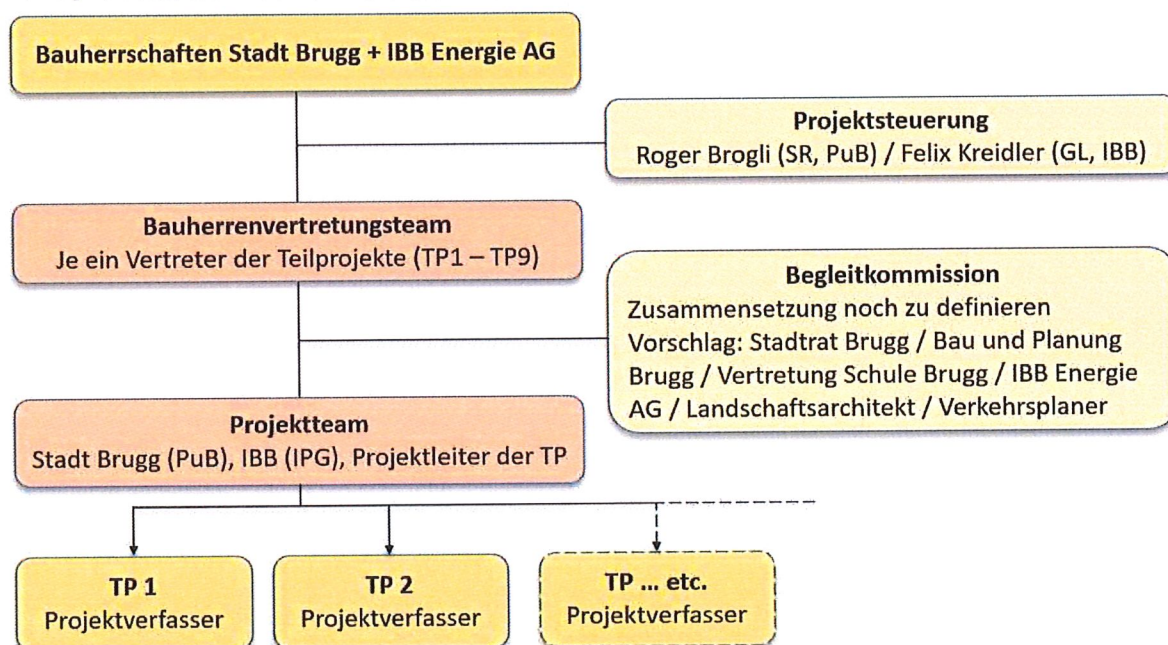 Bauherrschaften Stadt Brugg + IBB Energie AG
Projektsteuerung
Roger Brogli (SR, PuB) / Felix Kreidler (GL, IBB)
Bauherrenvertretungsteam
Je ein Vertreter der Teilprojekte (TP1 – TP9)
Begleitkommission
Zusammensetzung noch zu definieren
Vorschlag: Stadtrat Brugg / Bau und Planung
Brugg / Vertretung Schule Brugg / IBB Energie
AG / Landschaftsarchitekt / Verkehrsplaner
Projektteam
Stadt Brugg (PuB), IBB (IPG), Projektleiter der TP
TP 1
Projektverfasser
TP 2
Projektverfasser
TP ... etc.
Projektverfasser